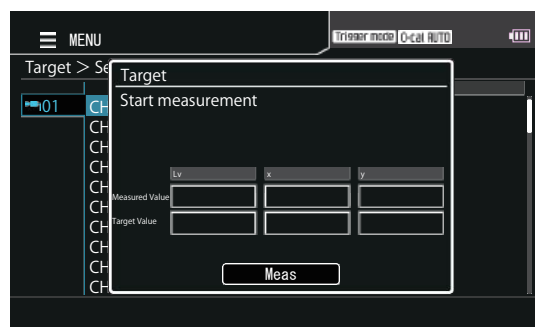 MENU
Trigger mode 0-cal AUTO
Target > Se
Target
Start measurement
01
CH
CH
CH
CH
CH
CH
CH
CH
CH
CH
Lv x y
Measured Value
Target Value
Meas